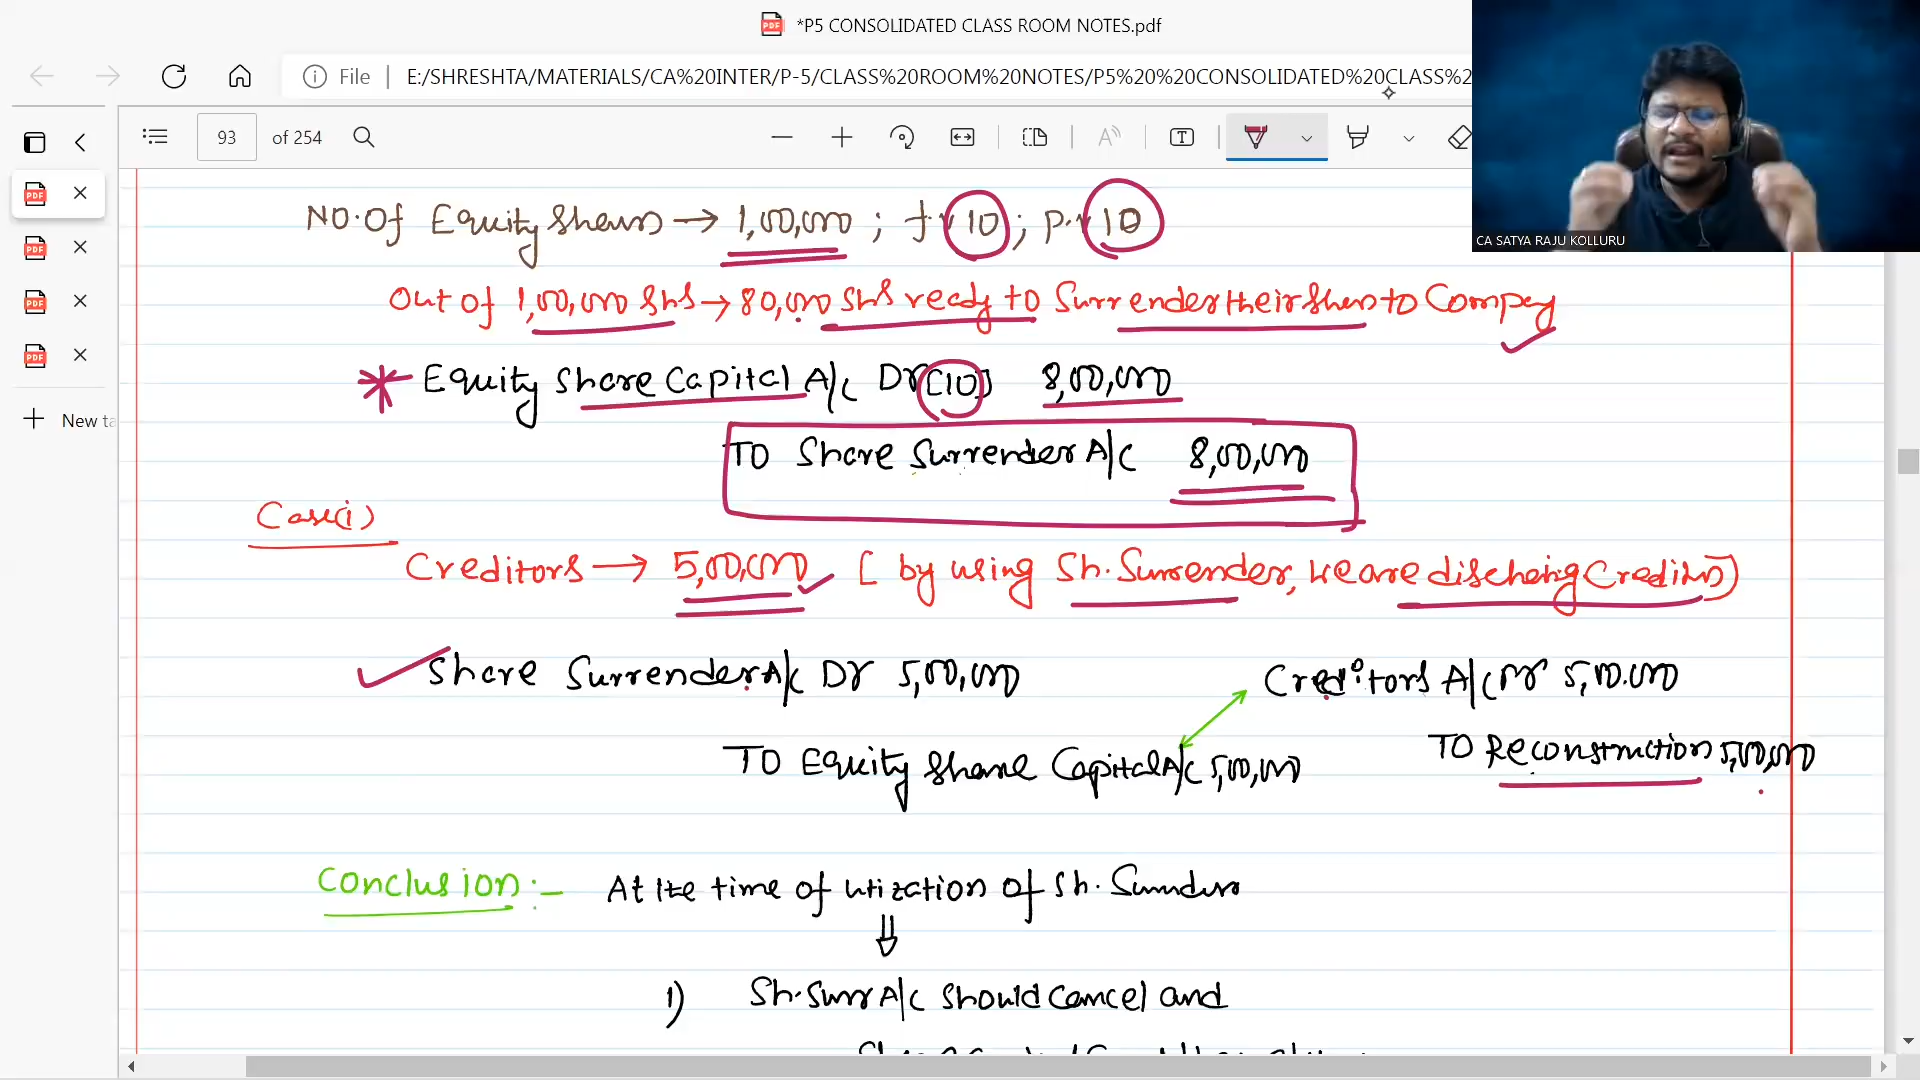 *P5 CONSOLIDATED CLASS ROOM NOTES.pdf
File | E:/SHRESHTA/MATERIALS/CA%20INTER/P-5/CLASS%20ROOM%20NOTES/P5%20%20CONSOLIDATED%20CLASS%2
93 of 254
New ta
CA SATYA RAJU KOLLURU
NO.Of Equity Shares → 1,00,000 ; f.v 10 ; P.v 10
Out of 1,00,000 Shs → 80,000 Shs ready to Surrender their Shares to Company
* Equity Share Capital A/c Dr [10] 8,00,000
TO Share Surrender A/c 8,00,000
Case(i)
Creditors → 5,00,000 [ by using Sh.Surrender, we are discharging Creditors]
Share Surrender A/c Dr 5,00,000
Creditors A/c Dr 5,00,000
TO Equity Share Capital A/c 5,00,000
TO Reconstruction 5,00,000
Conclusion :-
At the time of utization of Sh. Surrender
⇓
1) Sh.Surr A/c Should Cancel and